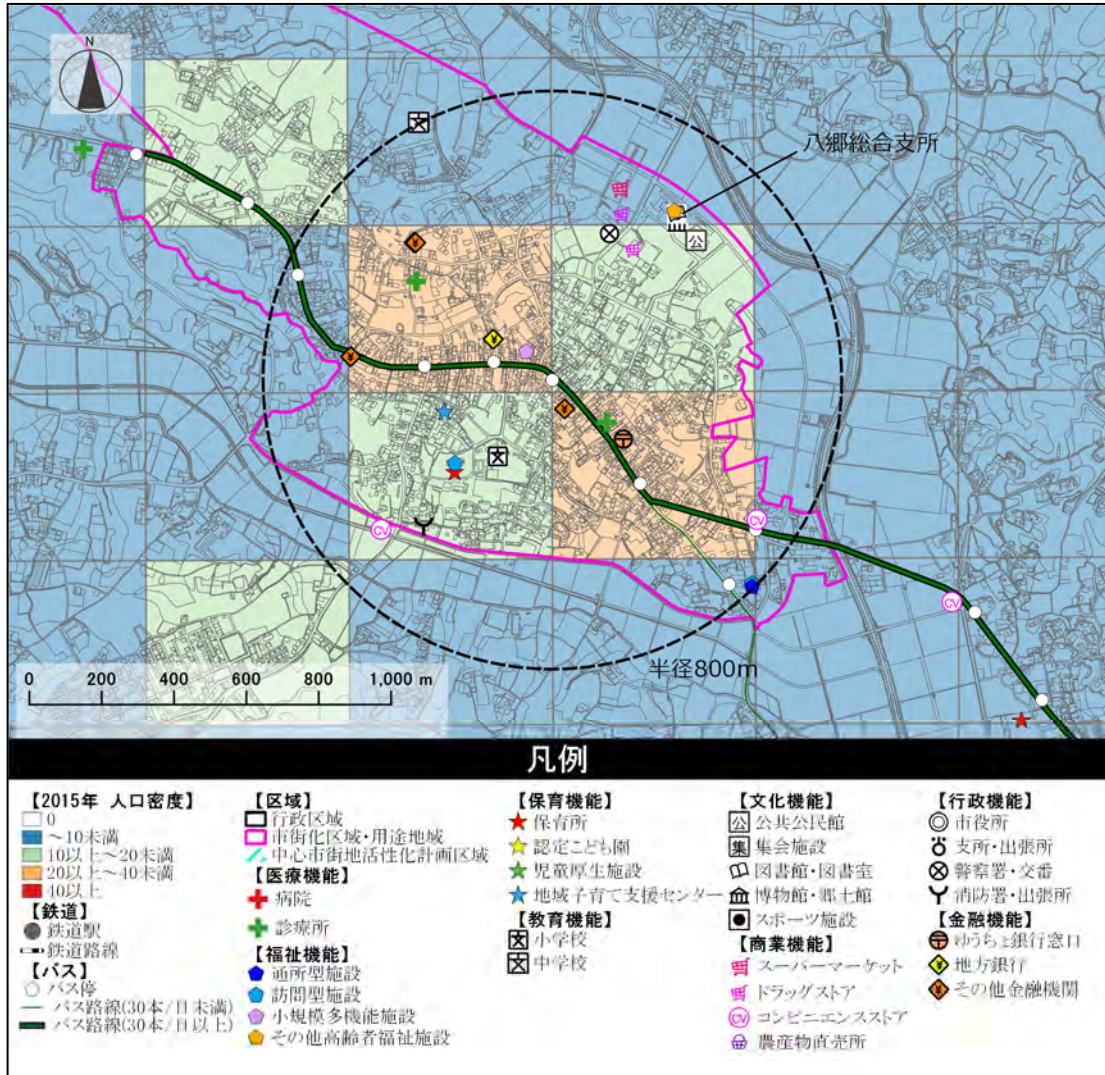 N
八郷総合支所
半径800m
0 200 400 600 800 1,000 m
凡例
【2015年 人口密度】
0
～10未満
10以上～20未満
20以上～40未満
40以上
【鉄道】
鉄道駅
鉄道路線
【バス】
バス停
バス路線(30本/日未満)
バス路線(30本/日以上)
【区域】
行政区域
市街化区域・用途地域
中心市街地活性化計画区域
【医療機能】
病院
診療所
【福祉機能】
通所型施設
訪問型施設
小規模多機能施設
その他高齢者福祉施設
【保育機能】
保育所
認定こども園
児童厚生施設
地域子育て支援センター
【教育機能】
文 小学校
文 中学校
【文化機能】
公 公共公民館
集 集会施設
図書館・図書室
博物館・郷土館
スポーツ施設
【商業機能】
スーパーマーケット
ドラッグストア
CV コンビニエンスストア
農産物直売所
【行政機能】
市役所
支所・出張所
警察署・交番
消防署・出張所
【金融機能】
ゆうちょ銀行窓口
¥ 地方銀行
¥ その他金融機関